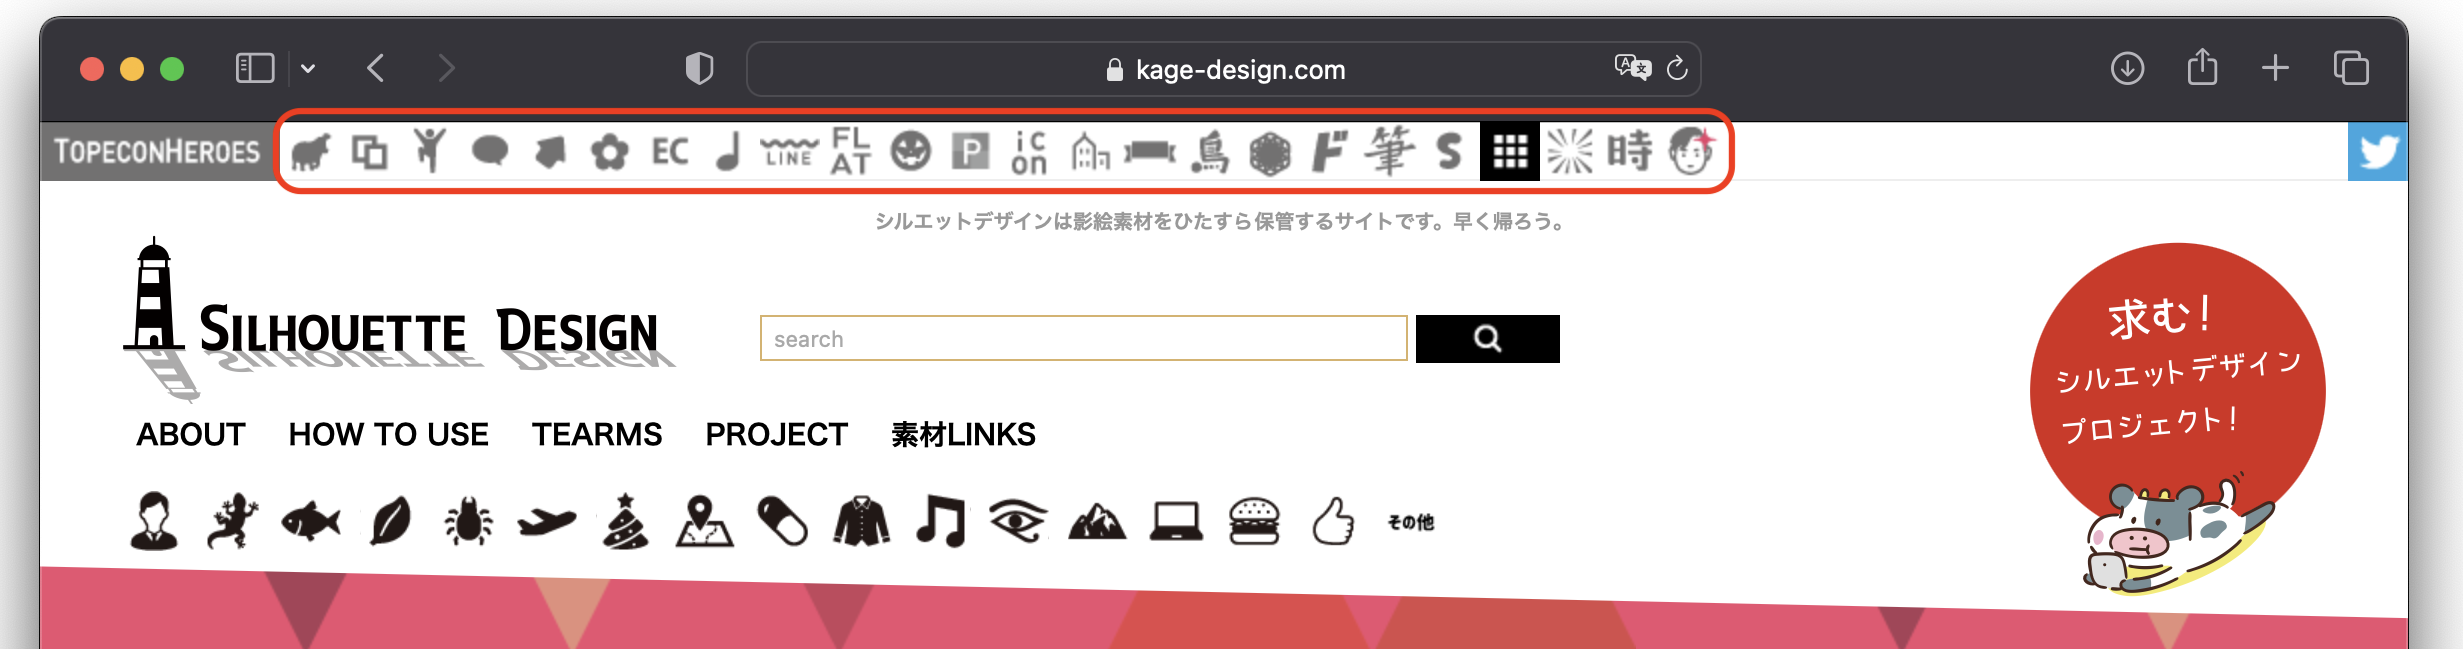 kage-design.com
TOPECONHEROES
EC
LINE
FL
AT
P
ic
on
鳥
ド
筆
S
時
シルエットデザインは影絵素材をひたすら保管するサイトです。早く帰ろう。
SILHOUETTE DESIGN
search
求む!
シルエットデザイン
プロジェクト!
ABOUT
HOW TO USE
TEARMS
PROJECT
素材LINKS
その他